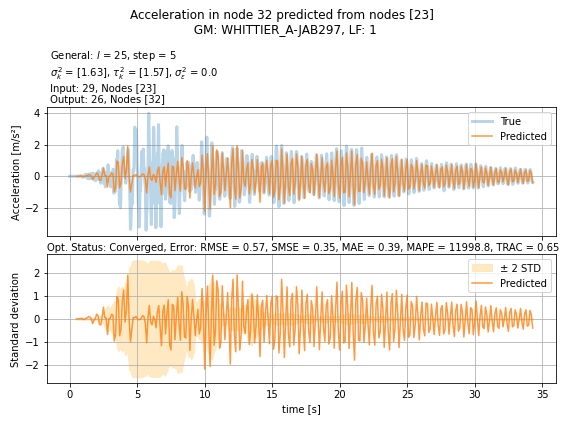 Acceleration in node 32 predicted from nodes [23]
GM: WHITTIER_A-JAB297, LF: 1
General: l = 25, step = 5
σ²ₖ = [1.63], τ²ₖ = [1.57], σ²ε = 0.0
Input: 29, Nodes [23]
Output: 26, Nodes [32]
Acceleration [m/s²]
4
2
0
−2
True
Predicted
Opt. Status: Converged, Error: RMSE = 0.57, SMSE = 0.35, MAE = 0.39, MAPE = 11998.8, TRAC = 0.65
Standard deviation
2
1
0
−1
−2
± 2 STD
Predicted
0 5 10 15 20 25 30 35
time [s]